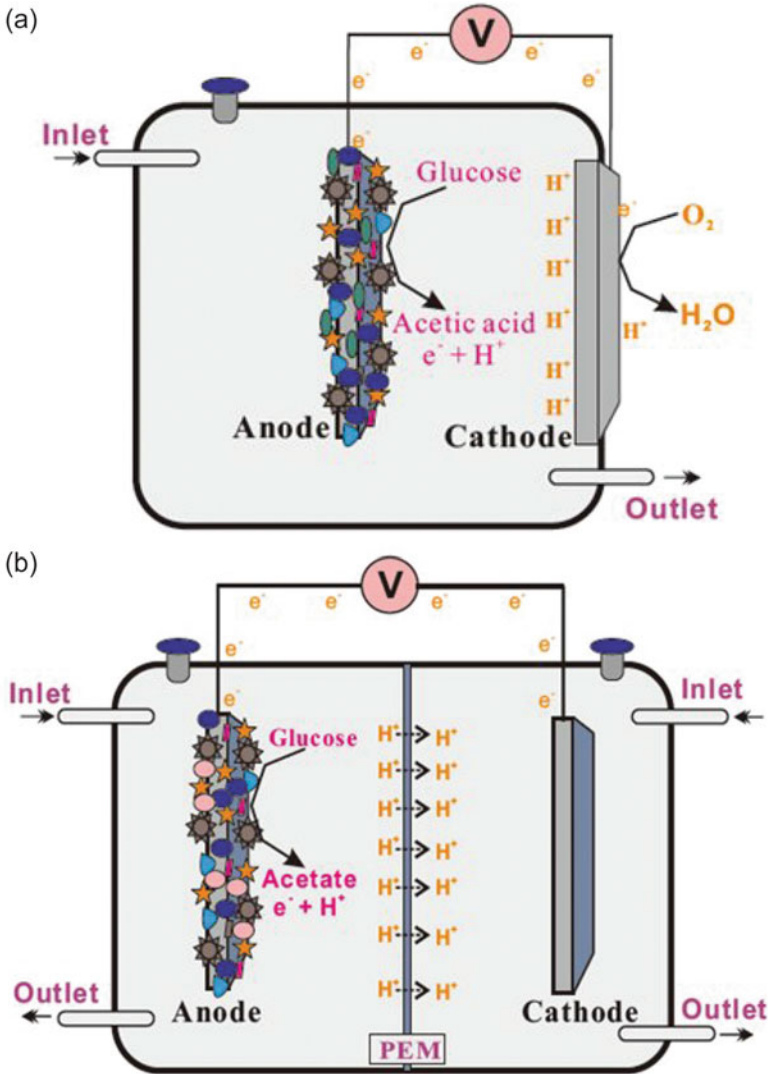 (a)
V
e⁻ e⁻
e⁻ e⁻
Inlet
e⁻
Glucose
H⁺
e⁻
O₂
H⁺
H⁺
Acetic acid
e⁻ + H⁺
H⁺
H⁺
H₂O
H⁺
H⁺
Anode
Cathode
Outlet
(b)
V
e⁻ e⁻ e⁻ e⁻
e⁻ e⁻
Inlet
Inlet
e⁻ e⁻
Glucose
H⁺ H⁺
H⁺ H⁺
H⁺ H⁺
H⁺ H⁺
Acetate
e⁻ + H⁺
H⁺ H⁺
H⁺ H⁺
H⁺ H⁺
Outlet
Anode
Cathode
Outlet
PEM